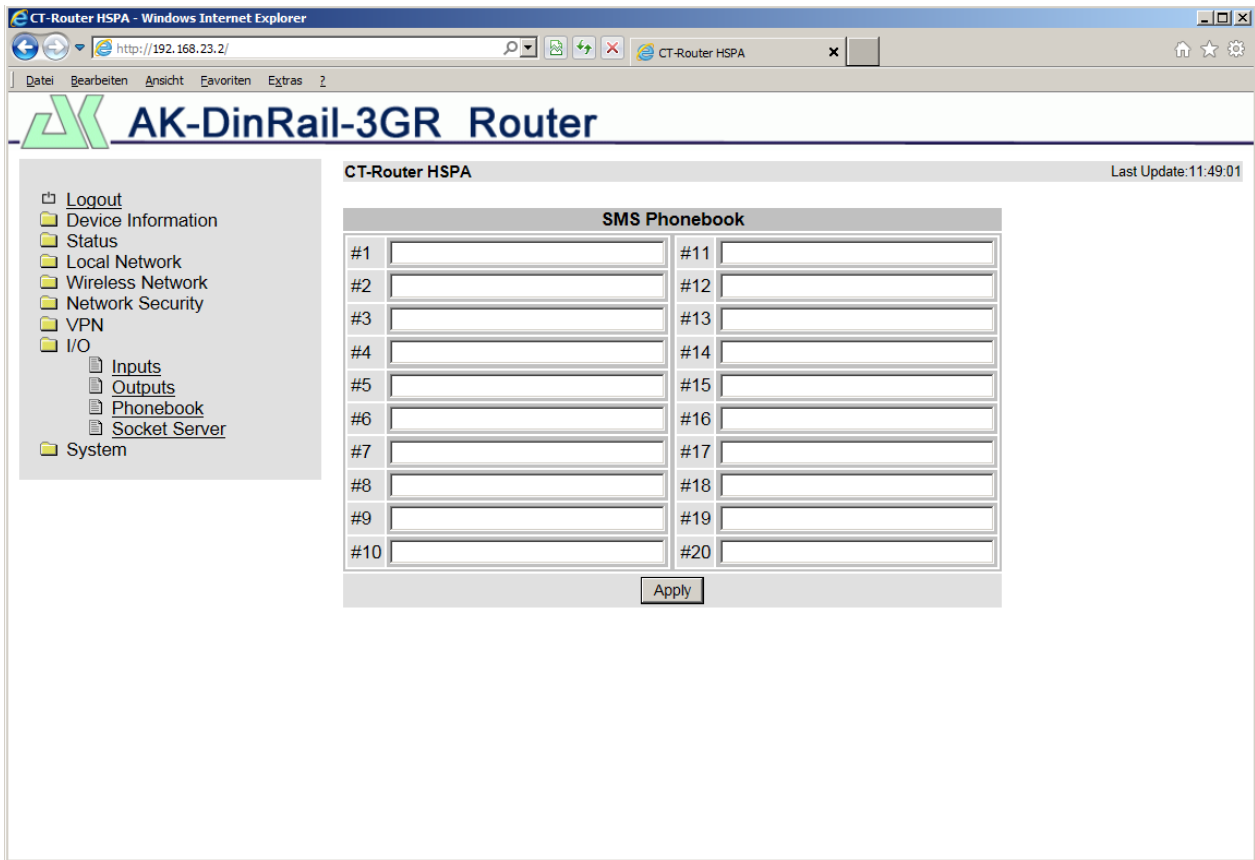 CT-Router HSPA - Windows Internet Explorer
http://192.168.23.2/
CT-Router HSPA
Datei Bearbeiten Ansicht Favoriten Extras ?
AK-DinRail-3GR Router
CT-Router HSPA
Last Update:11:49:01
Logout
Device Information
Status
Local Network
Wireless Network
Network Security
VPN
I/O
Inputs
Outputs
Phonebook
Socket Server
System
SMS Phonebook
#1 #11
#2 #12
#3 #13
#4 #14
#5 #15
#6 #16
#7 #17
#8 #18
#9 #19
#10 #20
Apply